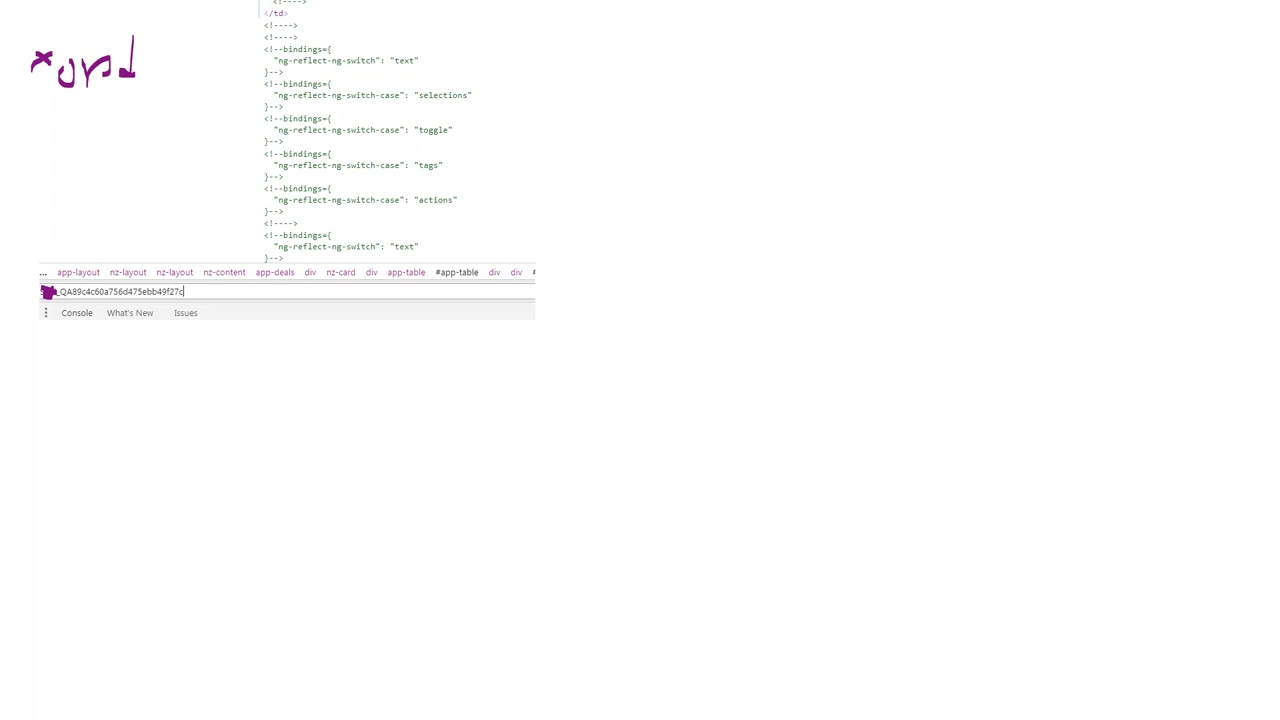 <!---->
</td>
<!---->
<!---->
<!--bindings={
"ng-reflect-ng-switch": "text"
}-->
<!--bindings={
"ng-reflect-ng-switch-case": "selections"
}-->
<!--bindings={
"ng-reflect-ng-switch-case": "toggle"
}-->
<!--bindings={
"ng-reflect-ng-switch-case": "tags"
}-->
<!--bindings={
"ng-reflect-ng-switch-case": "actions"
}-->
<!---->
<!--bindings={
"ng-reflect-ng-switch": "text"
}-->
... app-layout nz-layout nz-layout nz-content app-deals div nz-card div app-table #app-table div div #
_QA89c4c60a756d475ebb49f27c
Console What's New Issues